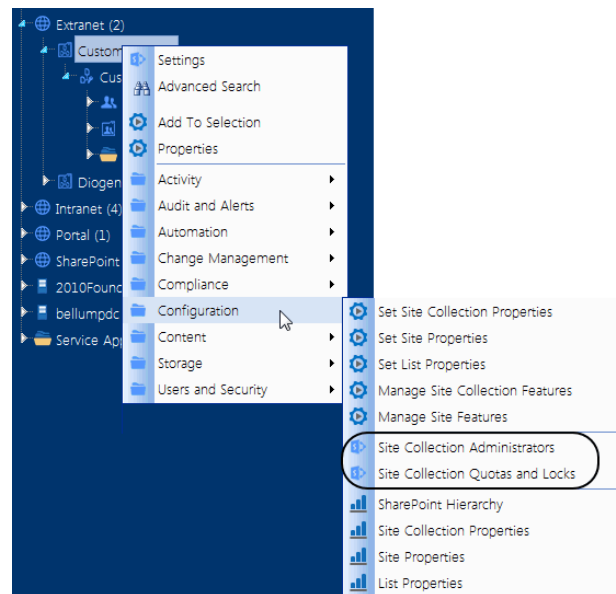 Extranet (2)
Custom
Cus
Diogen
Intranet (4)
Portal (1)
SharePoint
2010Found
bellumpdc
Service App
Settings
Advanced Search
Add To Selection
Properties
Activity
Audit and Alerts
Automation
Change Management
Compliance
Configuration
Content
Storage
Users and Security
Set Site Collection Properties
Set Site Properties
Set List Properties
Manage Site Collection Features
Manage Site Features
Site Collection Administrators
Site Collection Quotas and Locks
SharePoint Hierarchy
Site Collection Properties
Site Properties
List Properties